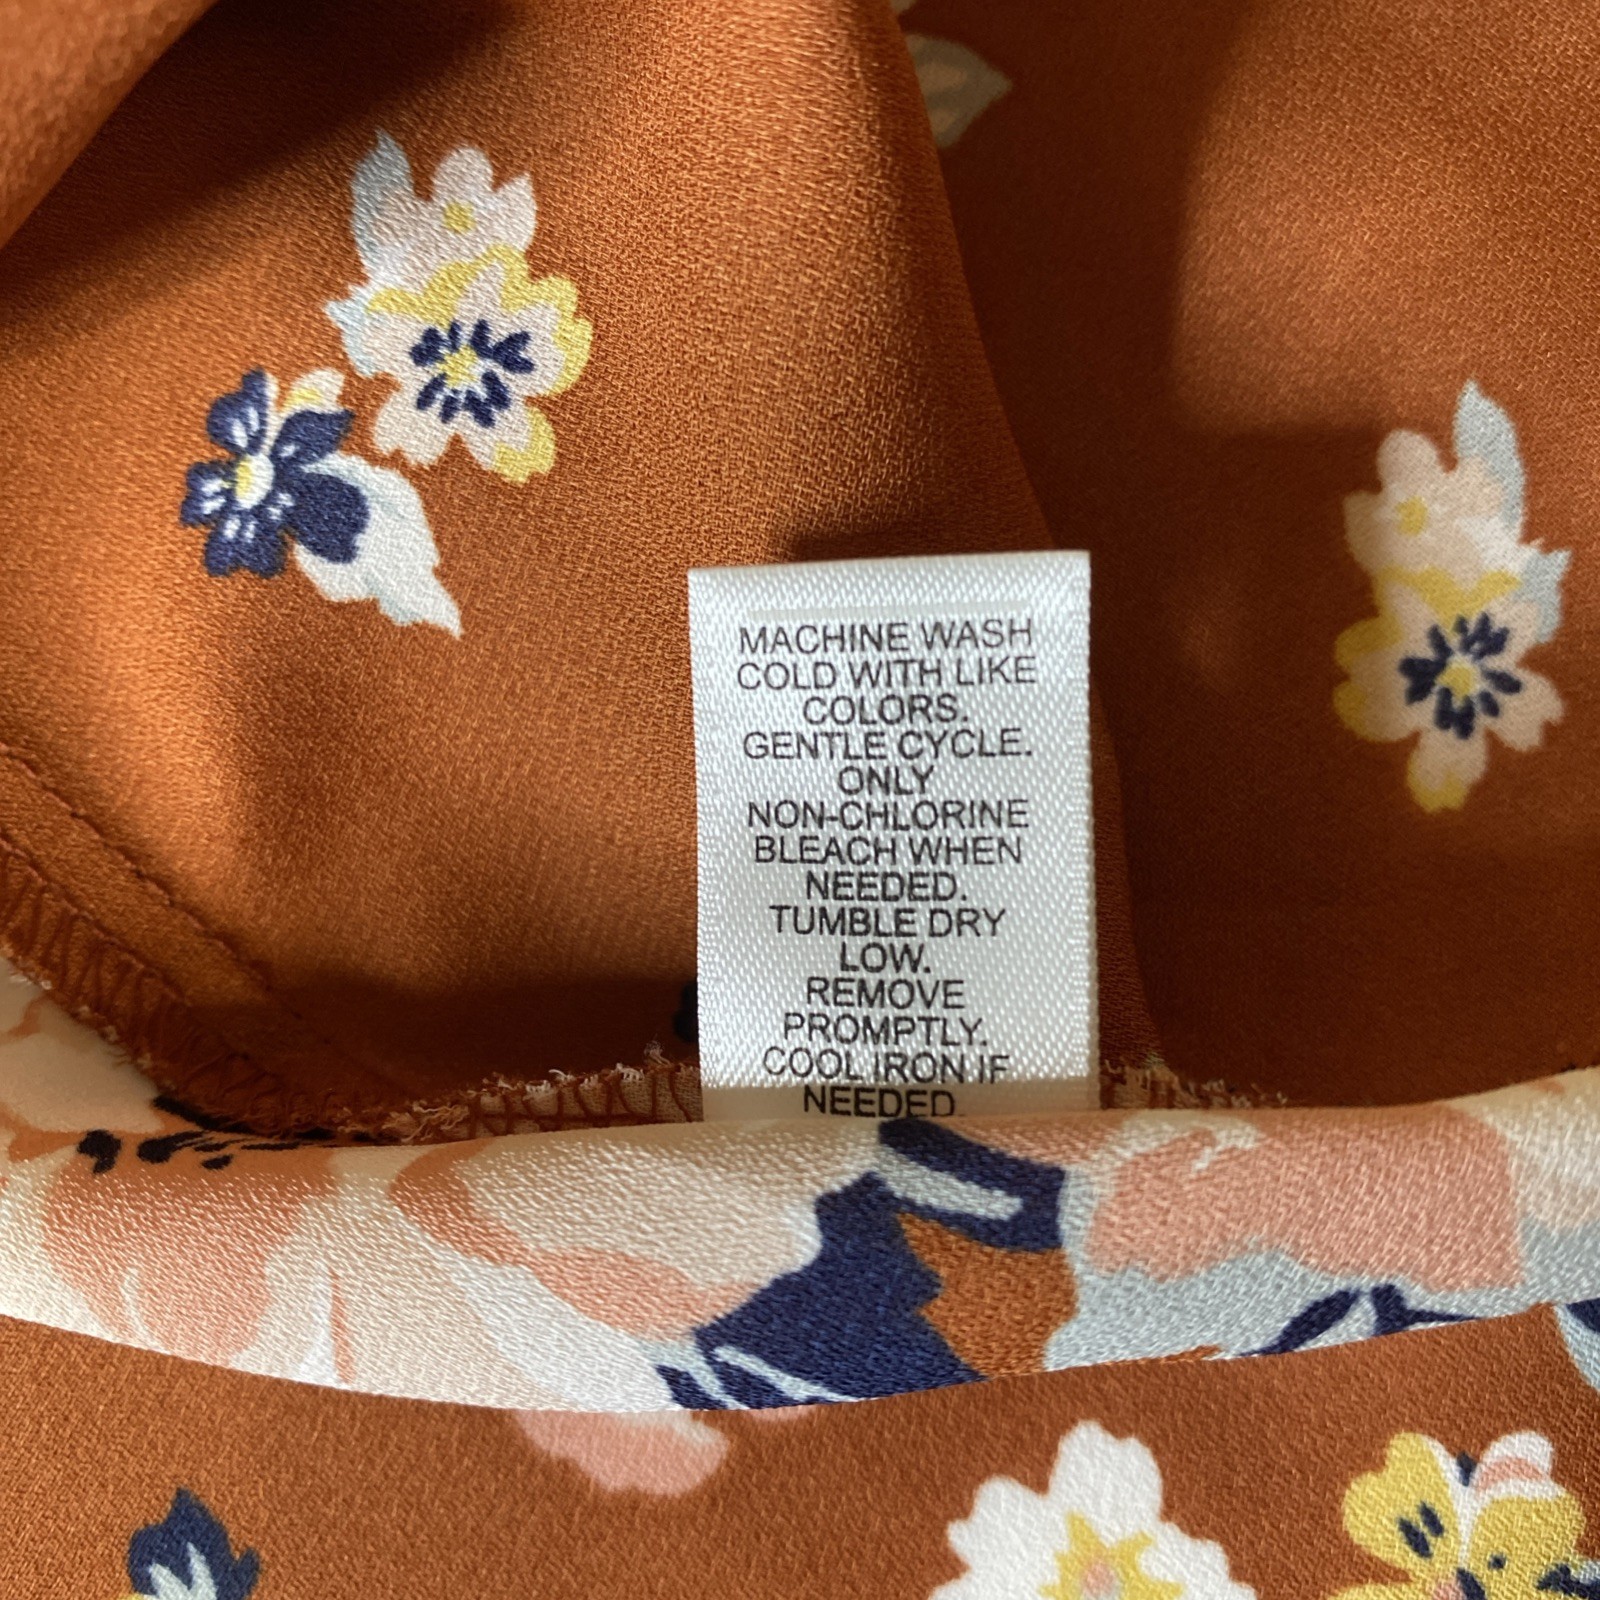 MACHINE WASH
COLD WITH LIKE
COLORS.
GENTLE CYCLE.
ONLY
NON-CHLORINE
BLEACH WHEN
NEEDED.
TUMBLE DRY
LOW.
REMOVE
PROMPTLY.
COOL IRON IF
NEEDED.